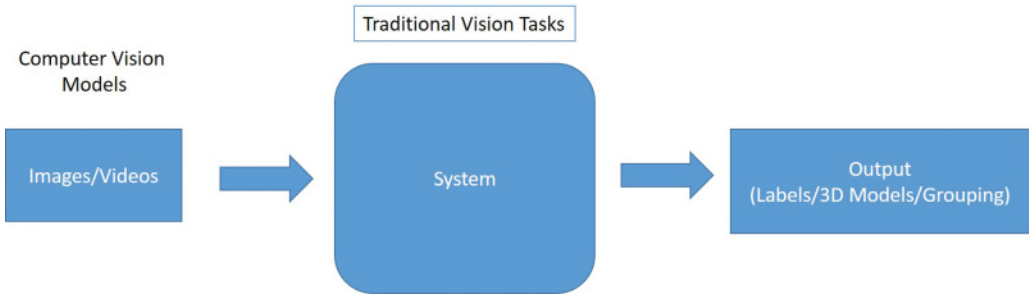 Traditional Vision Tasks
Computer Vision
Models
Images/Videos
System
Output
(Labels/3D Models/Grouping)